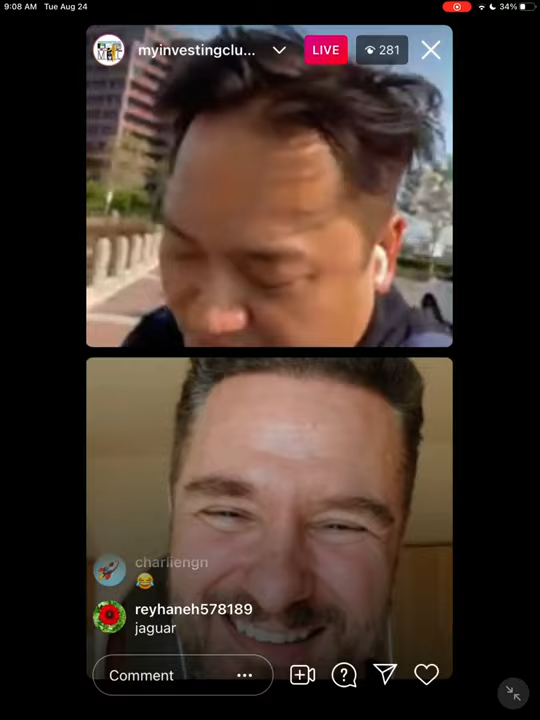 9:08 AM Tue Aug 24
34%
myinvestingclu...
LIVE
281
charliengn
😂
reyhaneh578189
jaguar
Comment